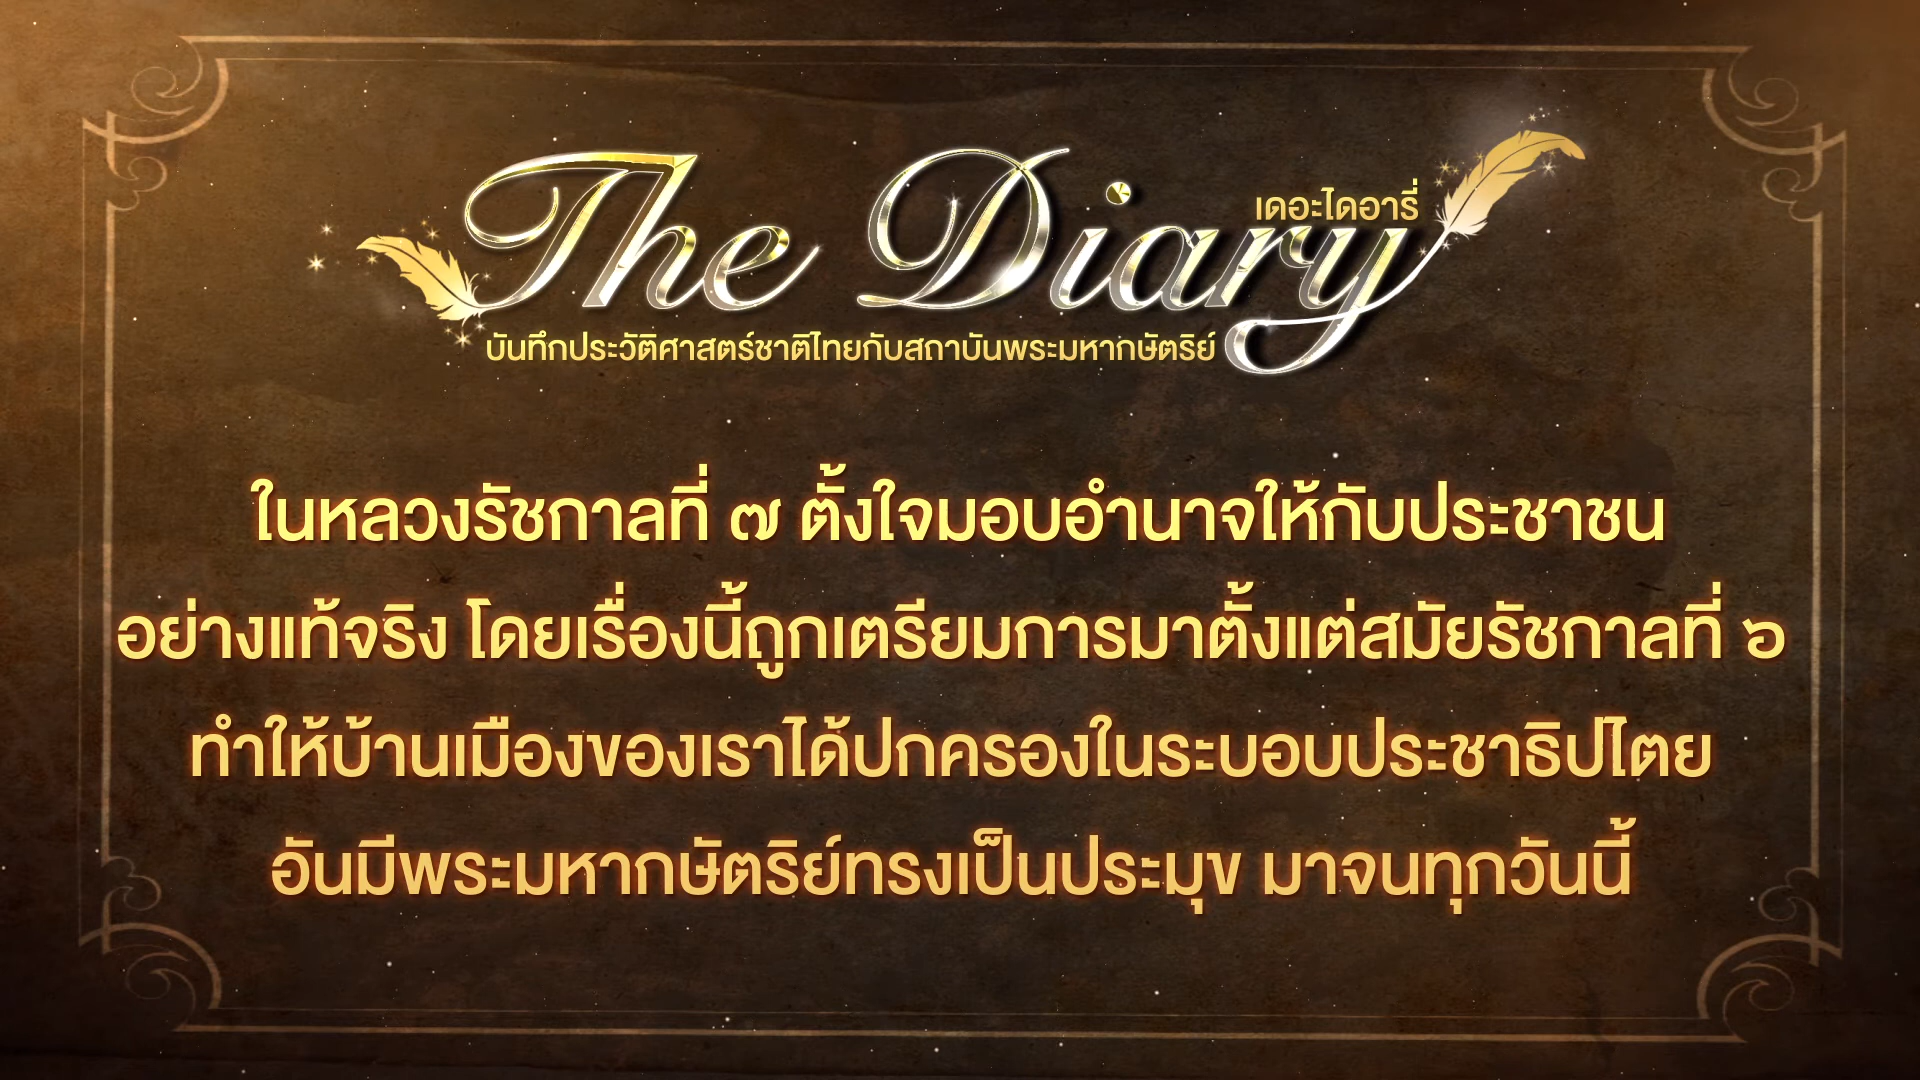 The Diary
เดอะไดอารี่
บันทึกประวัติศาสตร์ชาติไทยกับสถาบันพระมหากษัตริย์
ในหลวงรัชกาลที่ ๗ ตั้งใจมอบอำนาจให้กับประชาชน
อย่างแท้จริง โดยเรื่องนี้ถูกเตรียมการมาตั้งแต่สมัยรัชกาลที่ ๖
ทำให้บ้านเมืองของเราได้ปกครองในระบอบประชาธิปไตย
อันมีพระมหากษัตริย์ทรงเป็นประมุข มาจนทุกวันนี้